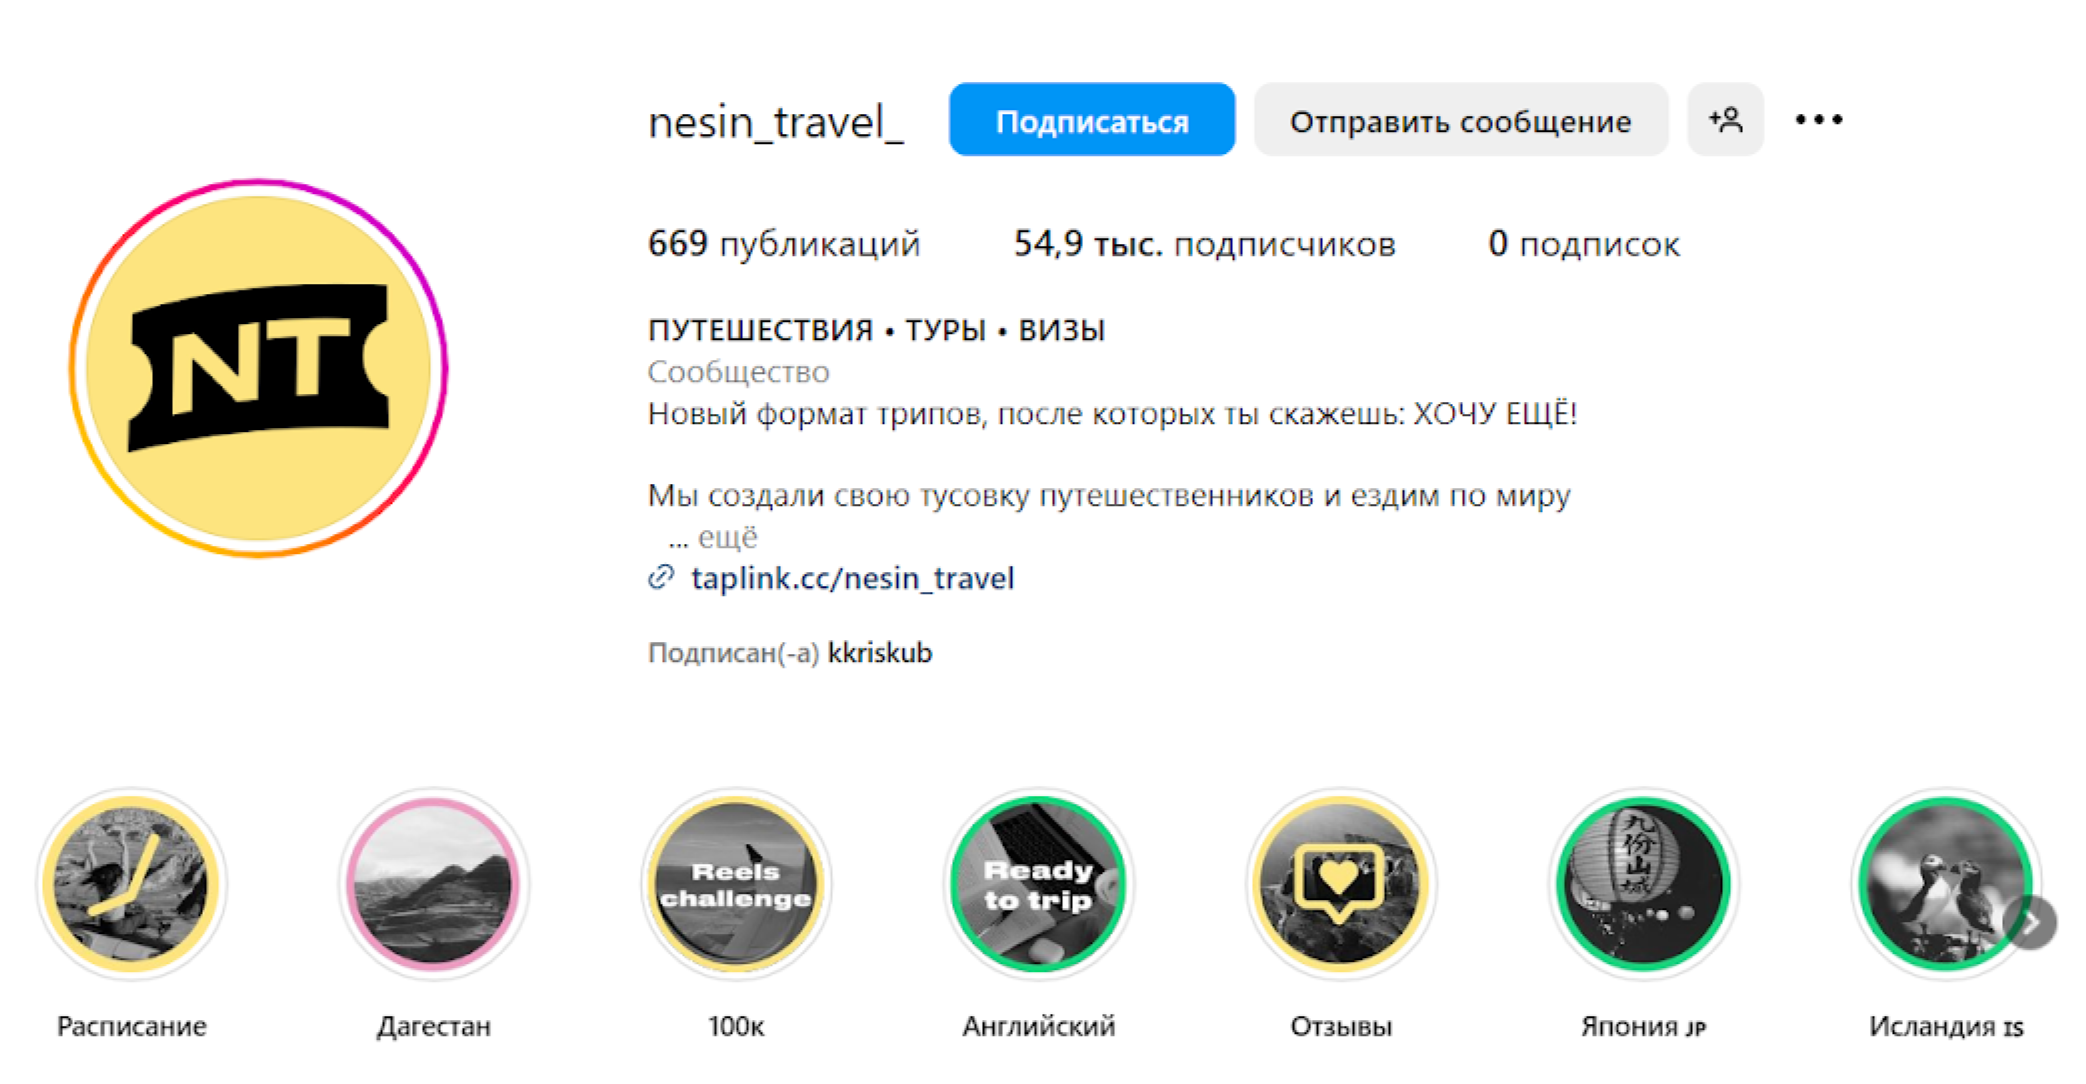 nesin_travel_ Подписаться Отправить сообщение
669 публикаций 54,9 тыс. подписчиков 0 подписок
NT
ПУТЕШЕСТВИЯ • ТУРЫ • ВИЗЫ
Сообщество
Новый формат трипов, после которых ты скажешь: ХОЧУ ЕЩЁ!
Мы создали свою тусовку путешественников и ездим по миру
... ещё
taplink.cc/nesin_travel
Подписан(-а) kkriskub
Reels
challenge
Ready
to trip
九份山城
Расписание Дагестан 100к Английский Отзывы Япония JP Исландия IS